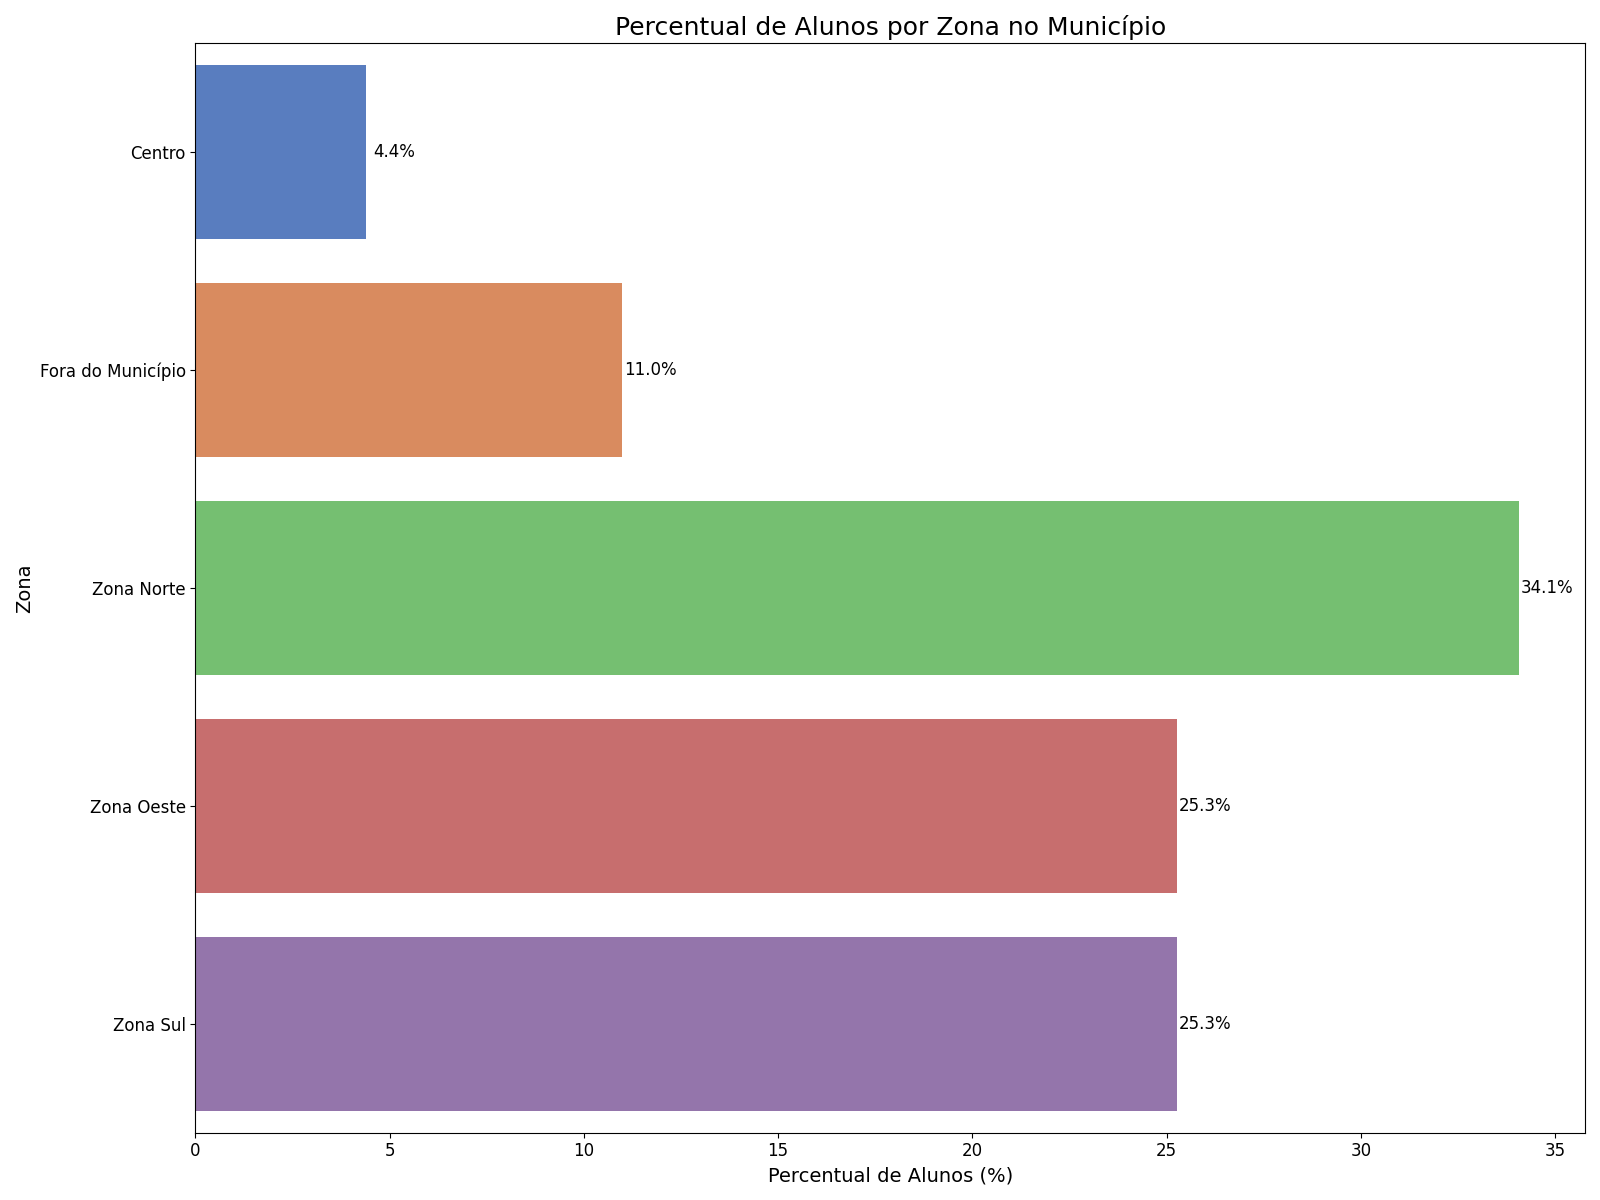 Percentual de Alunos por Zona no Município
Centro
4.4%
Fora do Município
11.0%
Zona
Zona Norte
34.1%
Zona Oeste
25.3%
Zona Sul
25.3%
0 5 10 15 20 25 30 35
Percentual de Alunos (%)